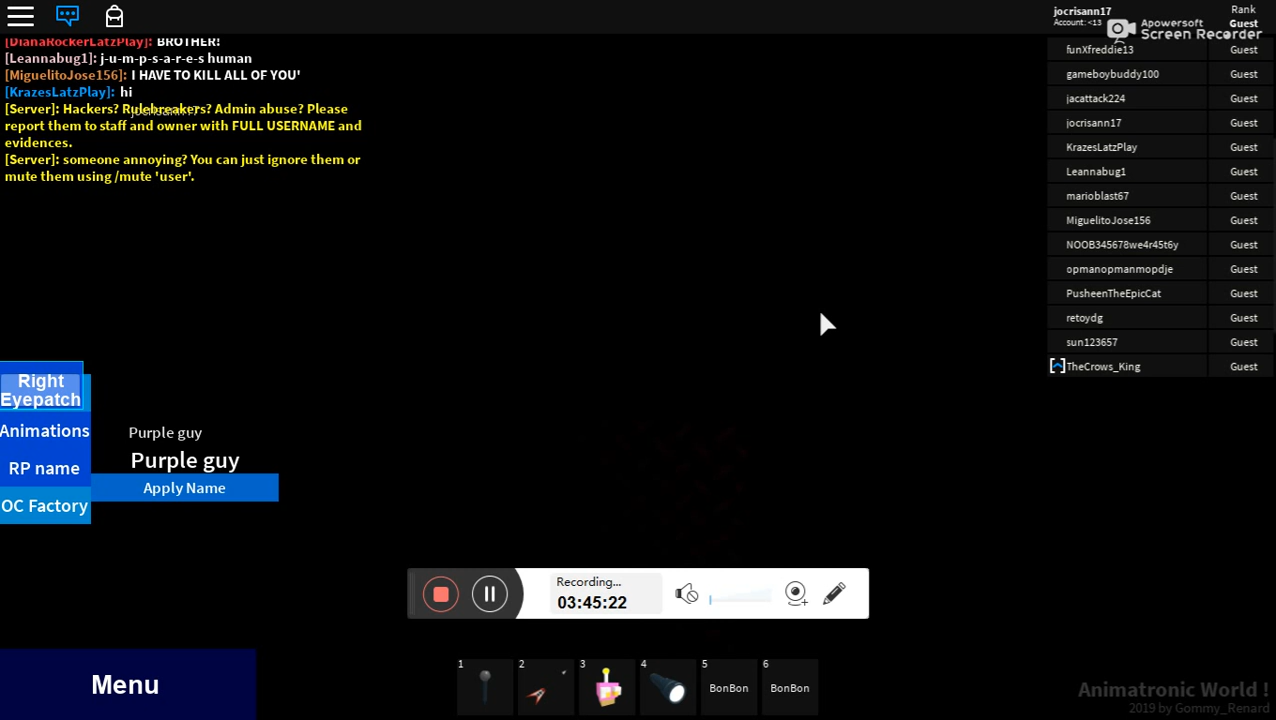 jocrisann17
Account: <13
Rank
Guest
Apowersoft
Screen Recorder
[DianaRockerLatzPlay]: BROTHER!
[Leannabug1]: j-u-m-p-s-a-r-e-s human
[MiguelitoJose156]: I HAVE TO KILL ALL OF YOU'
[KrazesLatzPlay]: hi
[Server]: Hackers? Rulebreakers? Admin abuse? Please
report them to staff and owner with FULL USERNAME and
evidences.
[Server]: someone annoying? You can just ignore them or
mute them using /mute 'user'.
jocrisann17
funXfreddie13 Guest
gameboybuddy100 Guest
jacattack224 Guest
jocrisann17 Guest
KrazesLatzPlay Guest
Leannabug1 Guest
marioblast67 Guest
MiguelitoJose156 Guest
NOOB345678we4r45t6y Guest
opmanopmanmopdje Guest
PusheenTheEpicCat Guest
retoydg Guest
sun123657 Guest
TheCrows_King Guest
Right
Eyepatch
Animations
RP name
OC Factory
Purple guy
Purple guy
Apply Name
Recording...
03:45:22
Menu
1
2
3
4
5
BonBon
6
BonBon
Animatronic World !
2019 by Gommy_Renard